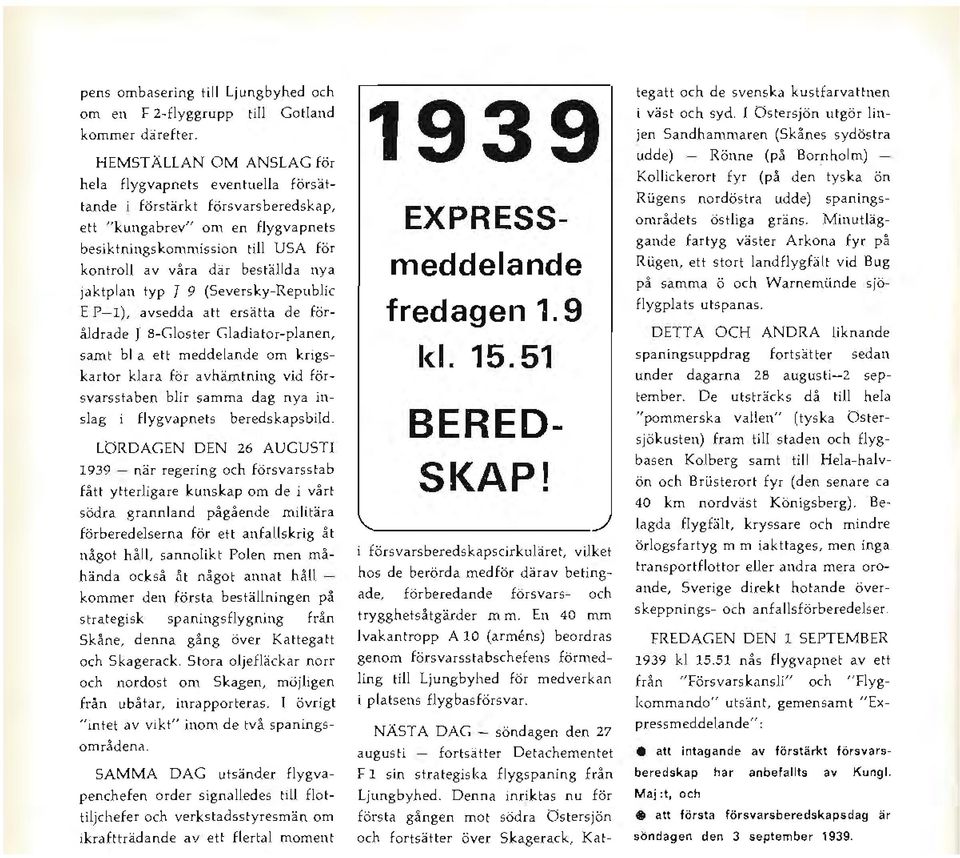 pens ombasering till Ljungbyhed och
om en F 2-flyggrupp till Gotland
kommer därefter.
HEMSTÄLLAN OM ANSLAG för
hela flygvapnets eventuella försät-
tande i förstärkt försvarsberedskap,
ett "kungabrev" om en flygvapnets
besiktningskommission till USA för
kontroll av våra där beställda nya
jaktplan typ J 9 (Seversky-Republic
E P—1), avsedda att ersätta de för-
åldrade J 8-Gloster Gladiator-planen,
samt bl a ett meddelande om krigs-
kartor klara för avhämtning vid för-
svarsstaben blir samma dag nya in-
slag i flygvapnets beredskapsbild.
LÖRDAGEN DEN 26 AUGUSTI
1939 — när regering och försvarsstab
fått ytterligare kunskap om de i vårt
södra grannland pågående militära
förberedelserna för ett anfallskrig åt
något håll, sannolikt Polen men må-
hända också åt något annat håll —
kommer den första beställningen på
strategisk spaningsflygning från
Skåne, denna gång över Kattegatt
och Skagerack. Stora oljefläckar norr
och nordost om Skagen, möjligen
från ubåtar, inrapporteras. I övrigt
"intet av vikt" inom de två spanings-
områdena.
SAMMA DAG utsänder flygva-
penchefen order signalledes till flot-
tiljchefer och verkstadsstyresmän om
ikraftträdande av ett flertal moment
1939
EXPRESS-
meddelande
fredagen 1.9
kl. 15.51
BERED-
SKAP!
i försvarsberedskapscirkuläret, vilket
hos de berörda medför därav beting-
ade, förberedande försvars- och
trygghetsåtgärder m m. En 40 mm
lvakantropp A 10 (arméns) beordras
genom försvarsstabschefens förmed-
ling till Ljungbyhed för medverkan
i platsens flygbasförsvar.
NÄSTA DAG — söndagen den 27
augusti — fortsätter Detachementet
F 1 sin strategiska flygspaning från
Ljungbyhed. Denna inriktas nu för
första gången mot södra Östersjön
och fortsätter över Skagerack, Kat-
tegatt och de svenska kustfarvattnen
i väst och syd. I Östersjön utgör lin-
jen Sandhammaren (Skånes sydöstra
udde) — Rönne (på Bornholm) —
Kollickerort fyr (på den tyska ön
Rügens nordöstra udde) spanings-
områdets östliga gräns. Minutläg-
gande fartyg väster Arkona fyr på
Rügen, ett stort landflygfält vid Bug
på samma ö och Warnemünde sjö-
flygplats utspanas.
DETTA OCH ANDRA liknande
spaningsuppdrag fortsätter sedan
under dagarna 28 augusti—2 sep-
tember. De utsträcks då till hela
"pommerska vallen" (tyska Öster-
sjökusten) fram till staden och flyg-
basen Kolberg samt till Hela-halv-
ön och Brüsterort fyr (den senare ca
40 km nordväst Königsberg). Be-
lagda flygfält, kryssare och mindre
örlogsfartyg m m iakttages, men inga
transportflottor eller andra mera oro-
ande, Sverige direkt hotande över-
skeppnings- och anfallsförberedelser.
FREDAGEN DEN 1 SEPTEMBER
1939 kl 15.51 nås flygvapnet av ett
från "Försvarskansli" och "Flyg-
kommando" utsänt, gemensamt "Ex-
pressmeddelande":
● att intagande av förstärkt försvars-
beredskap har anbefallts av Kungl.
Maj:t, och
● att första försvarsberedskapsdag är
söndagen den 3 september 1939.